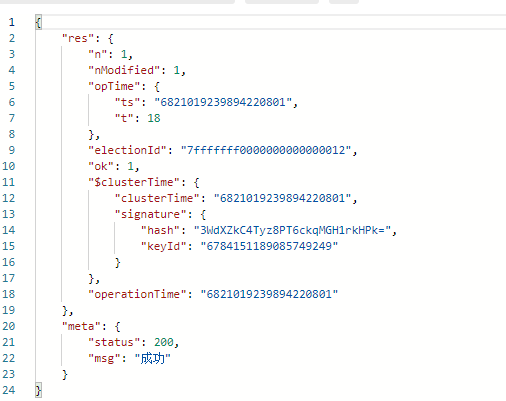 1 {
2 "res": {
3 "n": 1,
4 "nModified": 1,
5 "opTime": {
6 "ts": "6821019239894220801",
7 "t": 18
8 },
9 "electionId": "7fffffff0000000000000012",
10 "ok": 1,
11 "$clusterTime": {
12 "clusterTime": "6821019239894220801",
13 "signature": {
14 "hash": "3WdXZkC4Tyz8PT6ckqMGH1rkHPk=",
15 "keyId": "6784151189085749249"
16 }
17 },
18 "operationTime": "6821019239894220801"
19 },
20 "meta": {
21 "status": 200,
22 "msg": "成功"
23 }
24 }